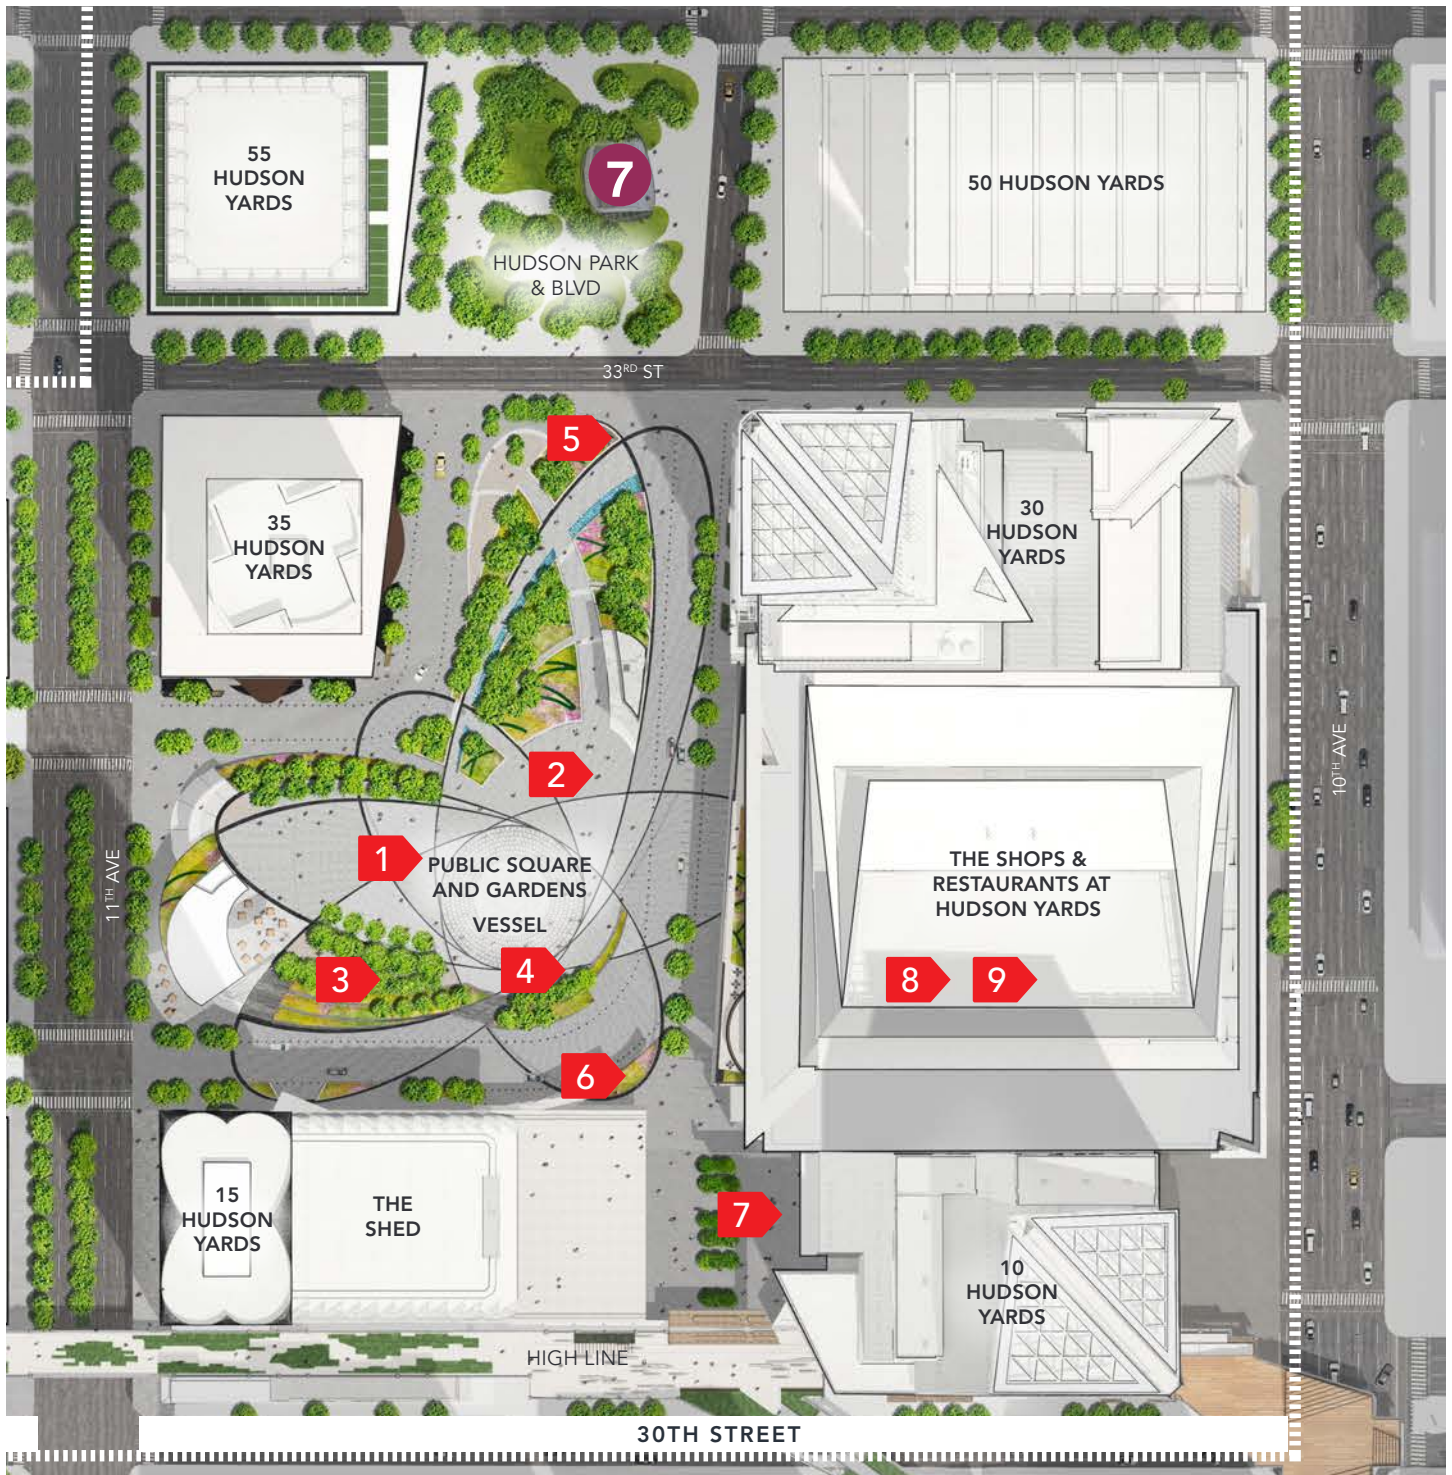 55
HUDSON
YARDS
7
50 HUDSON YARDS
HUDSON PARK
& BLVD
33RD ST
5
35
HUDSON
YARDS
30
HUDSON
YARDS
2
10TH AVE
1
PUBLIC SQUARE
AND GARDENS
VESSEL
11TH AVE
THE SHOPS &
RESTAURANTS AT
HUDSON YARDS
3
4
8
9
6
15
HUDSON
YARDS
THE
SHED
7
10
HUDSON
YARDS
HIGH LINE
30TH STREET